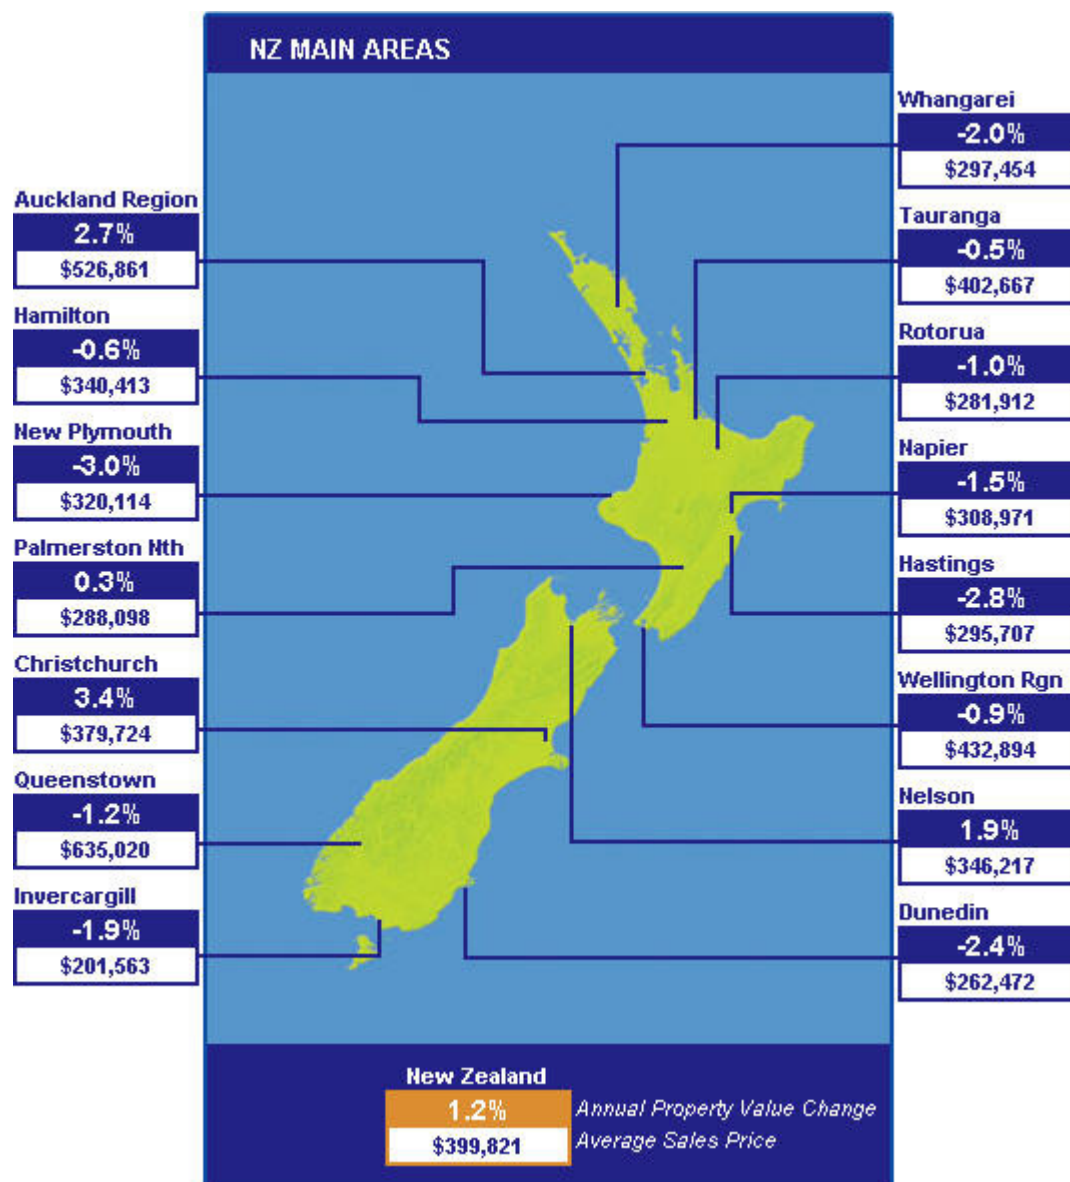 NZ MAIN AREAS
Auckland Region
2.7%
$526,861
Hamilton
-0.6%
$340,413
New Plymouth
-3.0%
$320,114
Palmerston Nth
0.3%
$288,098
Christchurch
3.4%
$379,724
Queenstown
-1.2%
$635,020
Invercargill
-1.9%
$201,563
Whangarei
-2.0%
$297,454
Tauranga
-0.5%
$402,667
Rotorua
-1.0%
$281,912
Napier
-1.5%
$308,971
Hastings
-2.8%
$295,707
Wellington Rgn
-0.9%
$432,894
Nelson
1.9%
$346,217
Dunedin
-2.4%
$262,472
New Zealand
1.2% Annual Property Value Change
$399,821 Average Sales Price